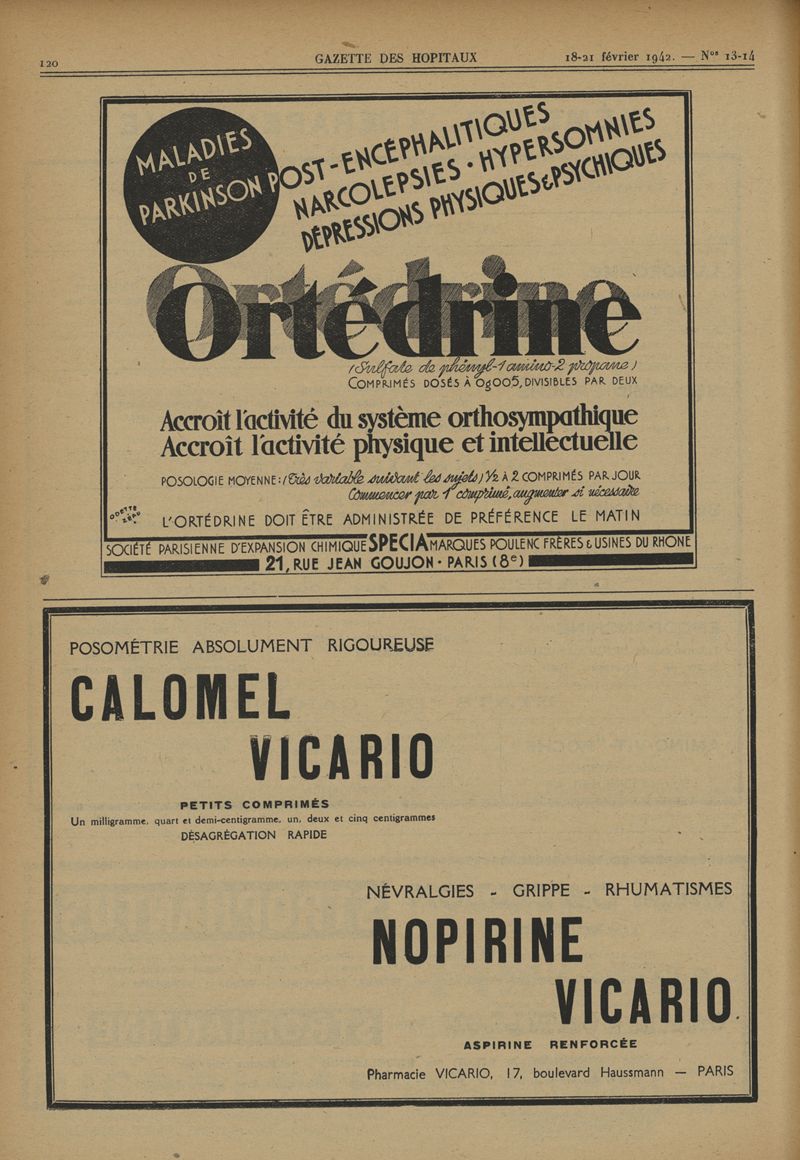 120
GAZETTE DES HOPITAUX
18-21 février 1942. — Nos 13-14
MALADIES
DE
PARKINSON POST-ENCÉPHALITIQUES
NARCOLEPSIES · HYPERSOMNIES
DÉPRESSIONS PHYSIQUES & PSYCHIQUES
Ortédrine
(Sulfate de phényl-1 amino-2 propane)
COMPRIMÉS DOSÉS À 0g005, DIVISIBLES PAR DEUX
Accroît l'activité du système orthosympathique
Accroît l'activité physique et intellectuelle
POSOLOGIE MOYENNE: (très variable suivant les sujets) 1/2 À 2 COMPRIMÉS PAR JOUR
Commencer par 1 comprimé, augmenter si nécessaire
ODETTE
ZÉPO
L'ORTÉDRINE DOIT ÊTRE ADMINISTRÉE DE PRÉFÉRENCE LE MATIN
SOCIÉTÉ PARISIENNE D'EXPANSION CHIMIQUE SPECIA MARQUES POULENC FRÈRES & USINES DU RHONE
21, RUE JEAN GOUJON · PARIS (8e)
POSOMÉTRIE ABSOLUMENT RIGOUREUSE
CALOMEL
VICARIO
PETITS COMPRIMÉS
Un milligramme, quart et demi-centigramme, un, deux et cinq centigrammes
DÉSAGRÉGATION RAPIDE
NÉVRALGIES - GRIPPE - RHUMATISMES
NOPIRINE
VICARIO
ASPIRINE RENFORCÉE
Pharmacie VICARIO, 17, boulevard Haussmann — PARIS